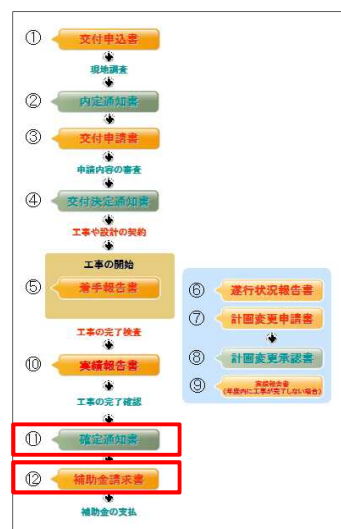 ① 交付申込書
現地調査
② 内定通知書
③ 交付申請書
申請内容の審査
④ 交付決定通知書
工事や設計の契約
工事の開始
⑤ 着手報告書
工事の完了検査
⑩ 実績報告書
工事の完了確認
⑪ 確定通知書
⑫ 補助金請求書
補助金の支払
⑥ 遂行状況報告書
⑦ 計画変更申請書
⑧ 計画変更承認書
⑨ 実績報告書
(年度内に工事が完了しない場合)